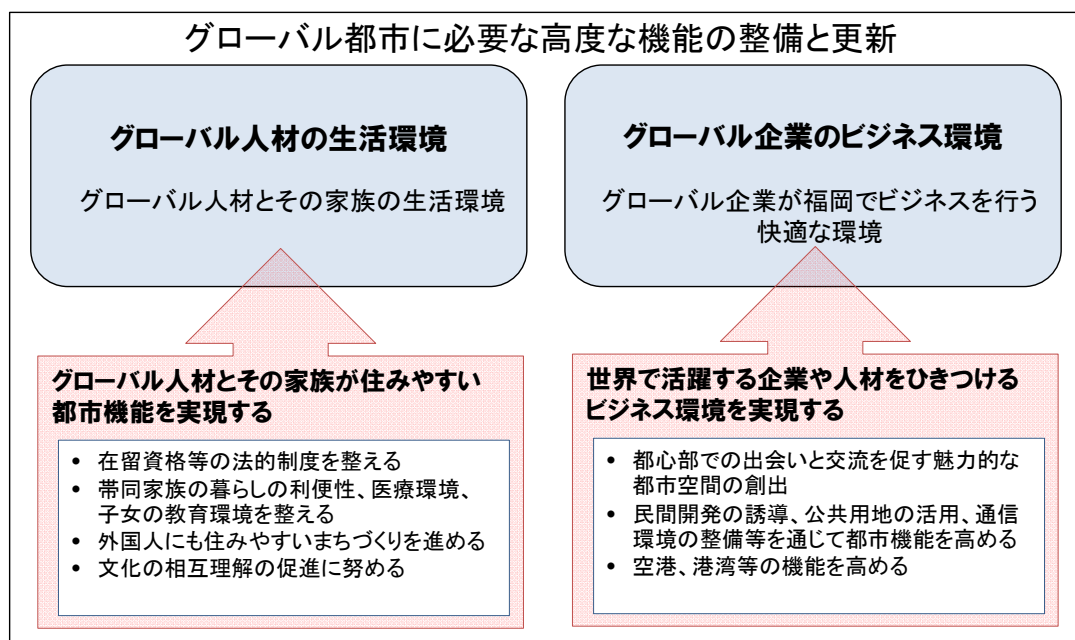 グローバル都市に必要な高度な機能の整備と更新
グローバル人材の生活環境
グローバル人材とその家族の生活環境
グローバル人材とその家族が住みやすい
都市機能を実現する
• 在留資格等の法的制度を整える
• 帯同家族の暮らしの利便性、医療環境、
子女の教育環境を整える
• 外国人にも住みやすいまちづくりを進める
• 文化の相互理解の促進に努める
グローバル企業のビジネス環境
グローバル企業が福岡でビジネスを行う
快適な環境
世界で活躍する企業や人材をひきつける
ビジネス環境を実現する
• 都心部での出会いと交流を促す魅力的な
都市空間の創出
• 民間開発の誘導、公共用地の活用、通信
環境の整備等を通じて都市機能を高める
• 空港、港湾等の機能を高める